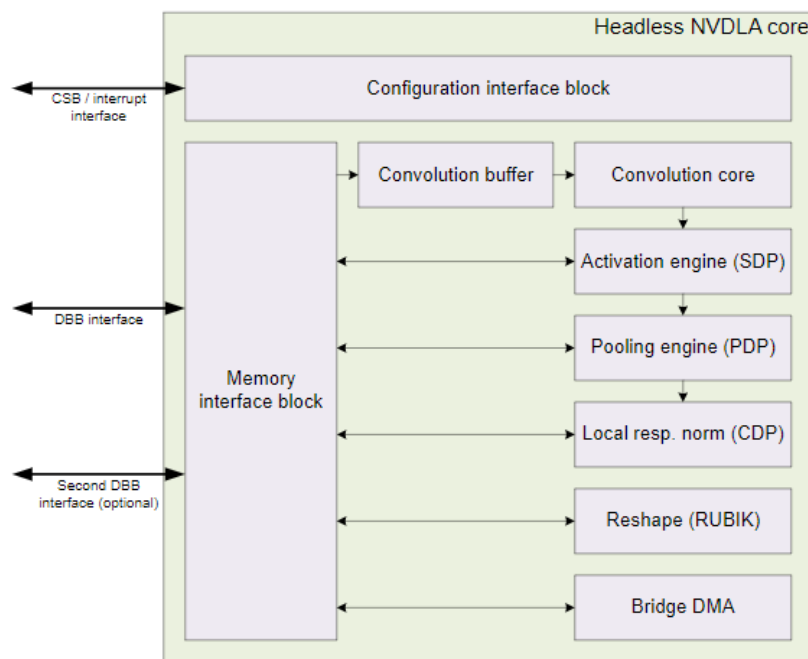 Headless NVDLA core
CSB / interrupt
interface
Configuration interface block
Convolution buffer
Convolution core
Activation engine (SDP)
DBB interface
Pooling engine (PDP)
Memory
interface block
Local resp. norm (CDP)
Second DBB
interface (optional)
Reshape (RUBIK)
Bridge DMA